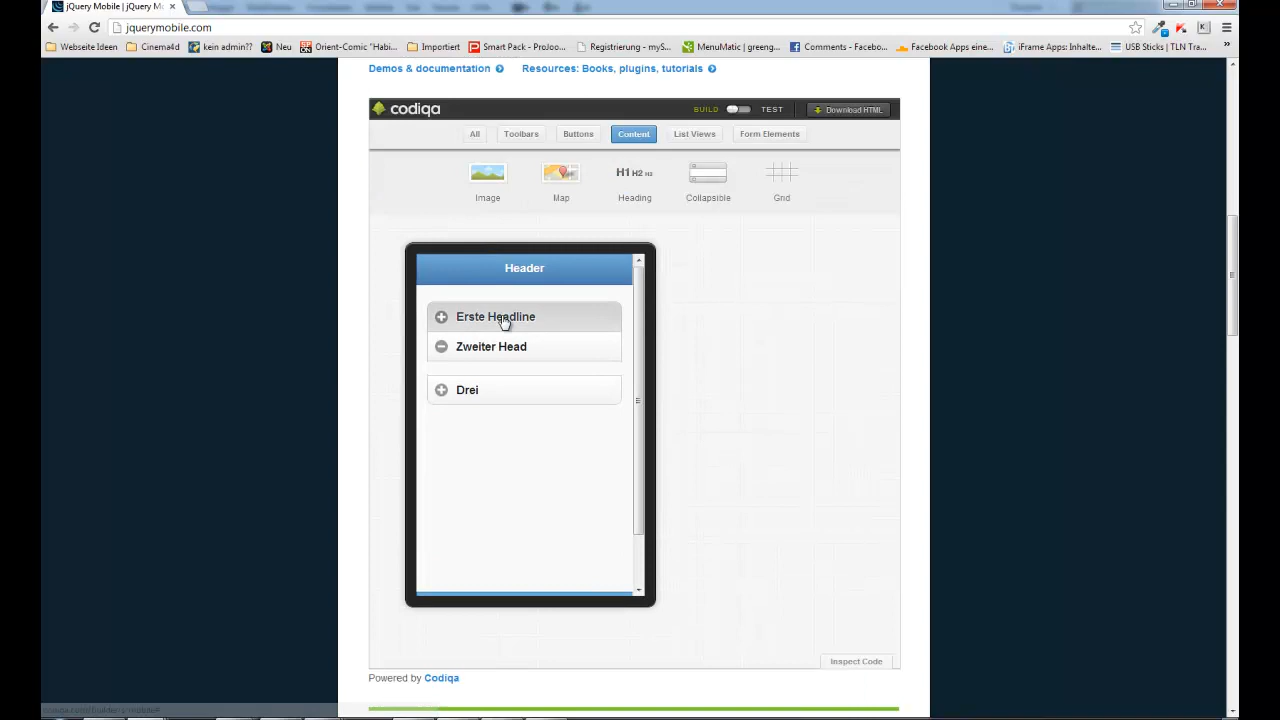 jQuery Mobile | jQuery M
jquerymobile.com
Webseite Ideen Cinema4d kein admin?? Neu Orient-Comic "Habi... Importiert Smart Pack - ProJoo... Registrierung - myS... MenuMatic | greeng... Comments - Facebo... Facebook Apps eine... iFrame Apps: Inhalte... USB Sticks | TLN Tra... »
Demos & documentation Resources: Books, plugins, tutorials
codiqa BUILD TEST Download HTML
All Toolbars Buttons Content List Views Form Elements
H1 H2 H3
Image Map Heading Collapsible Grid
Header
Erste Headline
Zweiter Head
Drei
Inspect Code
Powered by Codiqa